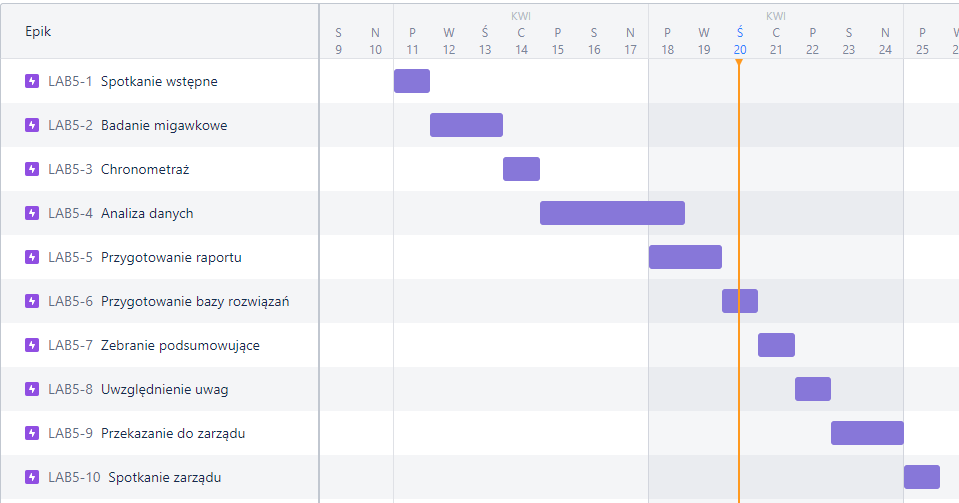 KWI KWI
Epik S N P W Ś C P S N P W Ś C P S N P
9 10 11 12 13 14 15 16 17 18 19 20 21 22 23 24 25
LAB5-1 Spotkanie wstępne
LAB5-2 Badanie migawkowe
LAB5-3 Chronometraż
LAB5-4 Analiza danych
LAB5-5 Przygotowanie raportu
LAB5-6 Przygotowanie bazy rozwiązań
LAB5-7 Zebranie podsumowujące
LAB5-8 Uwzględnienie uwag
LAB5-9 Przekazanie do zarządu
LAB5-10 Spotkanie zarządu